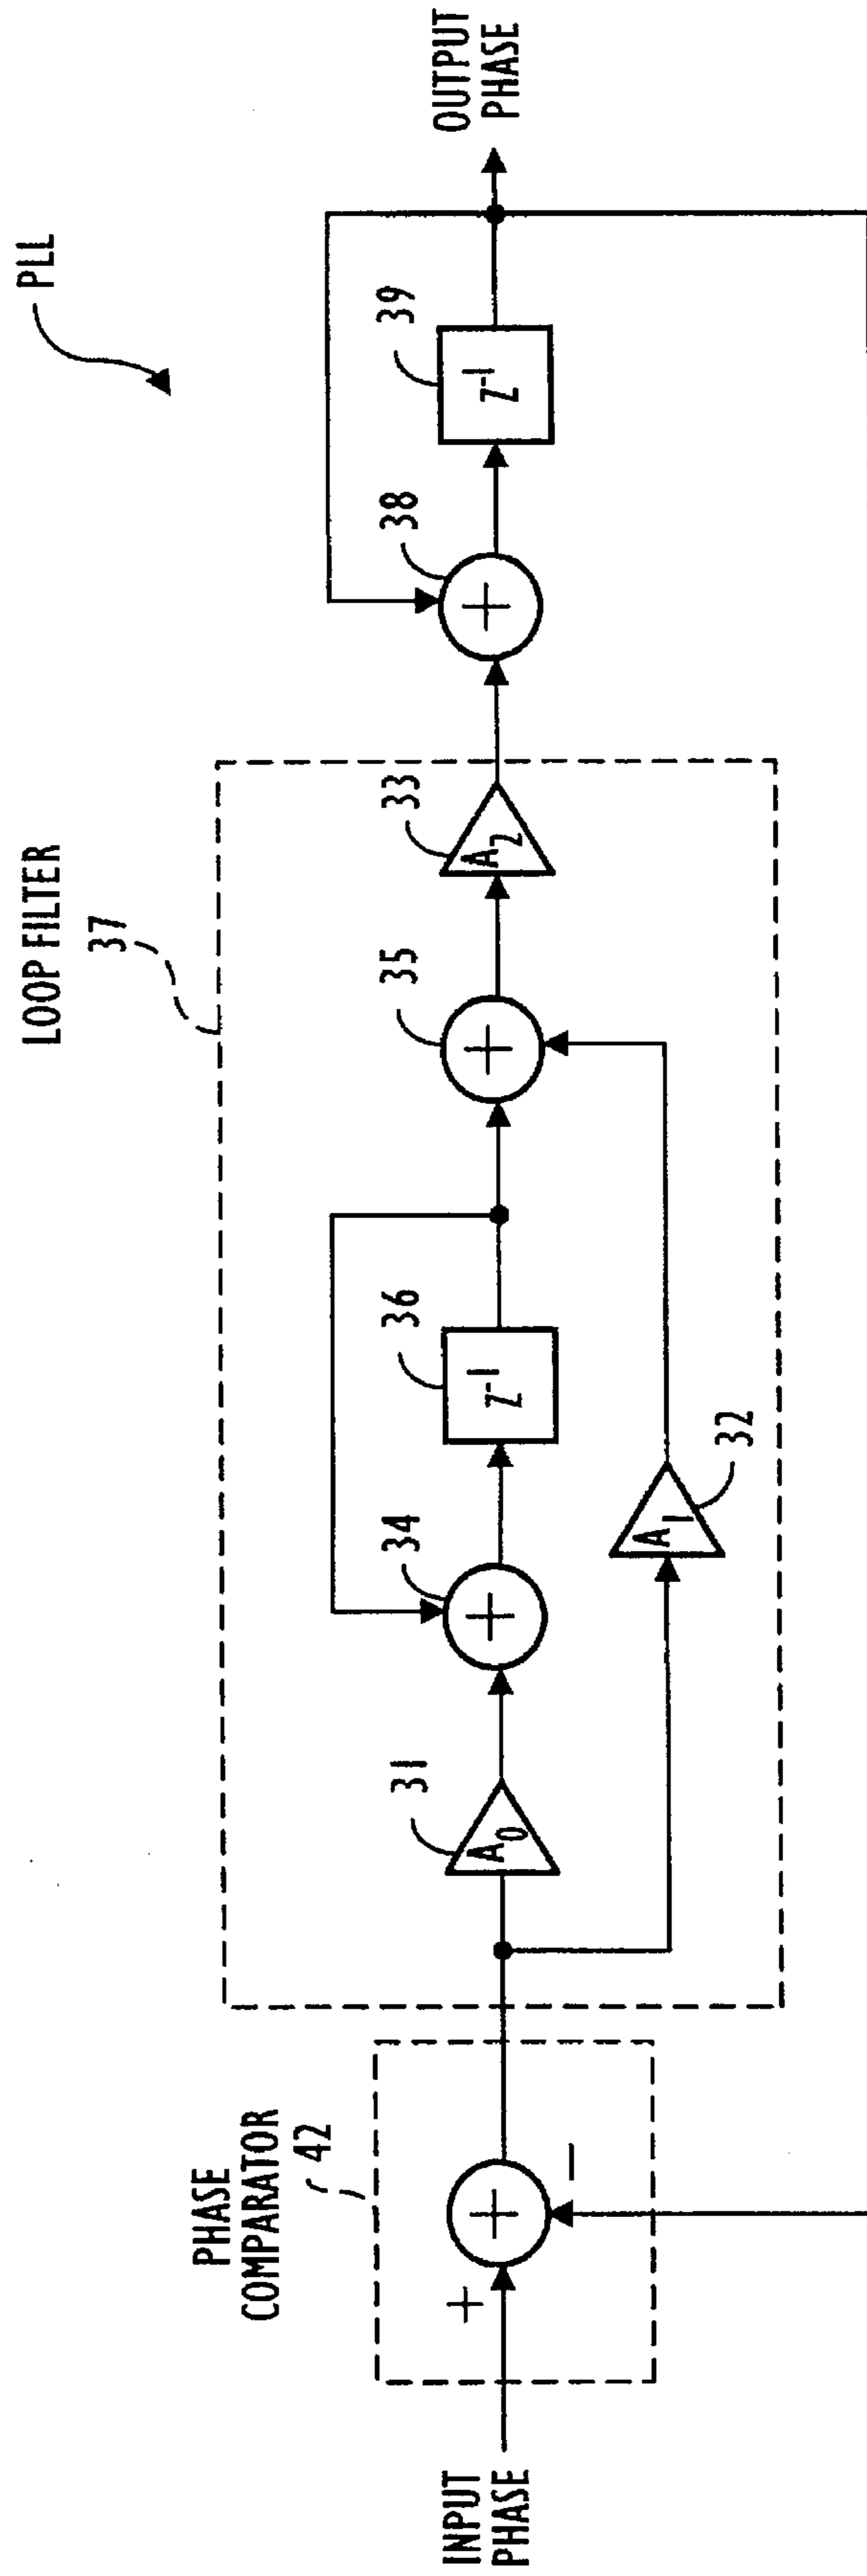 PLL
LOOP FILTER
37
PHASE
COMPARATOR
42
INPUT
PHASE
+
+
−
31
A0
34
+
36
Z-1
35
+
33
A2
32
A1
38
+
39
Z-1
OUTPUT
PHASE